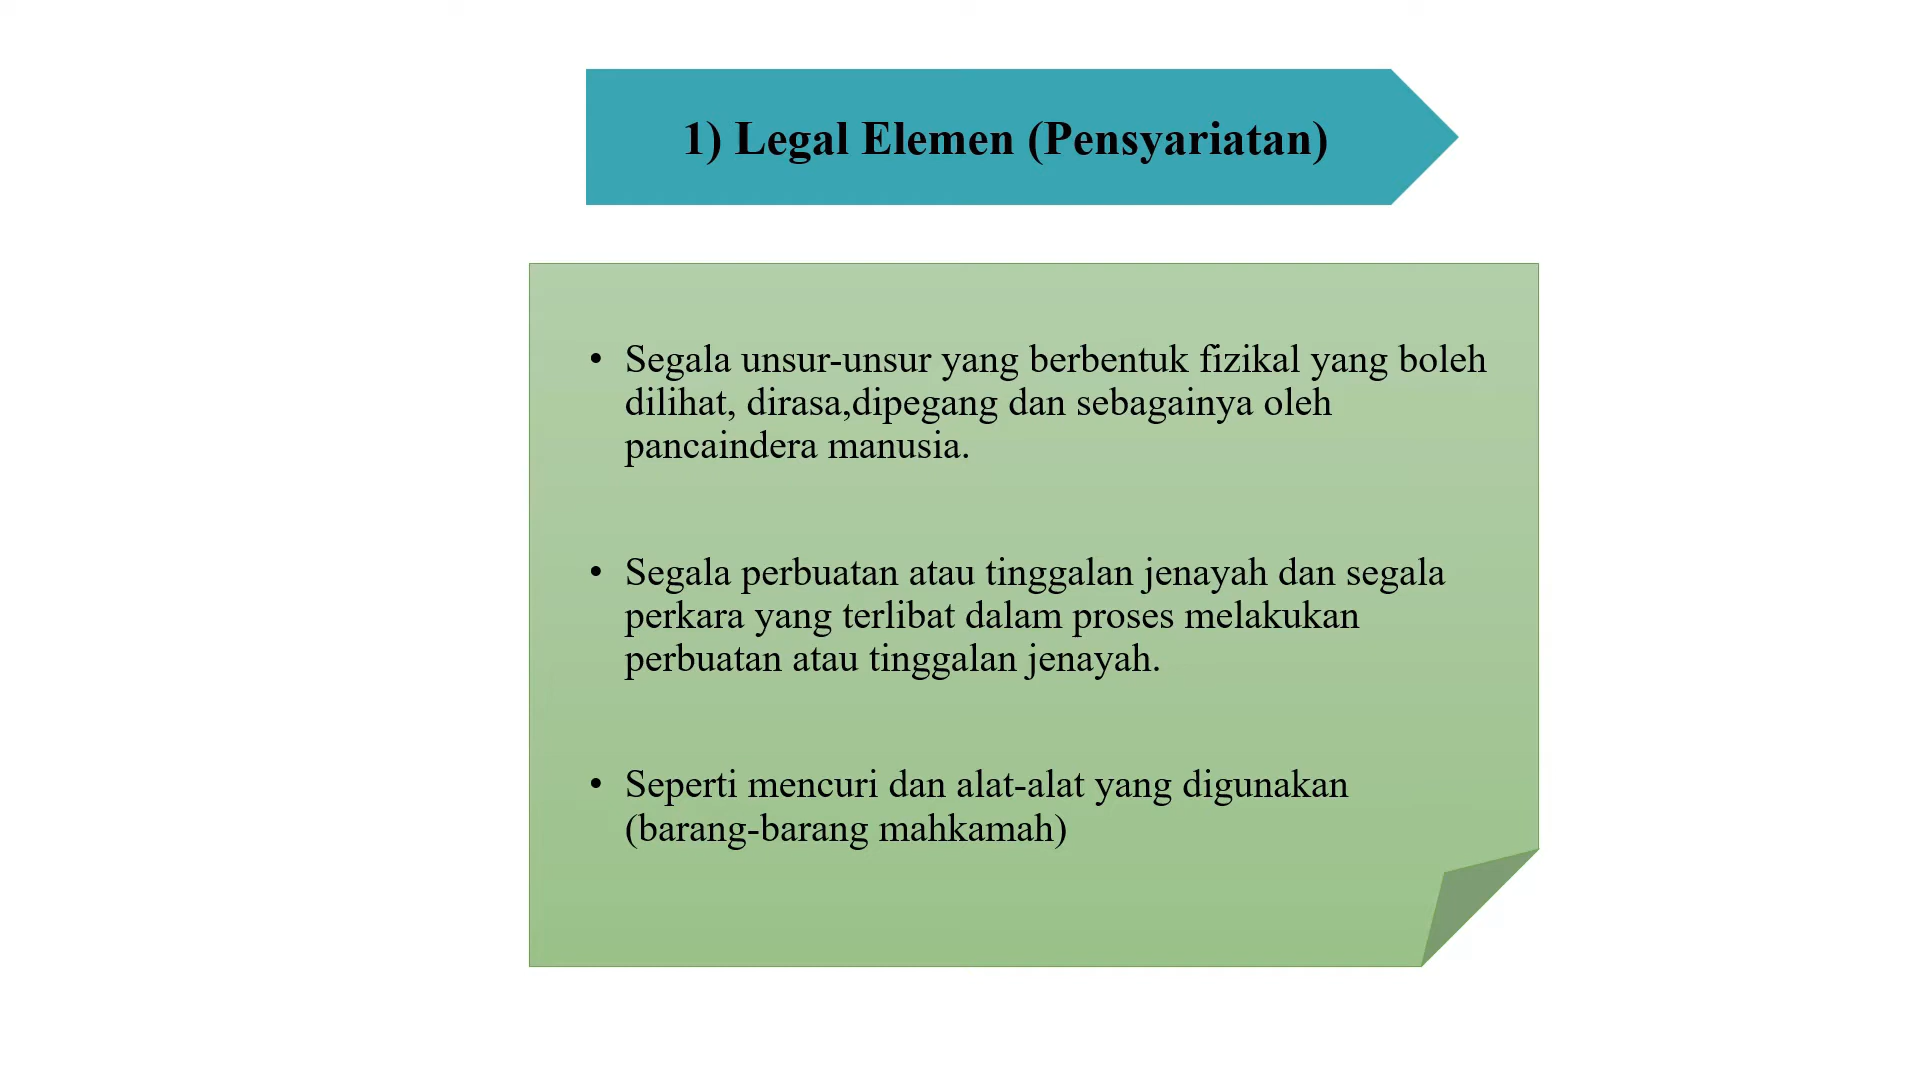 1) Legal Elemen (Pensyariatan)
• Segala unsur-unsur yang berbentuk fizikal yang boleh
dilihat, dirasa,dipegang dan sebagainya oleh
pancaindera manusia.
• Segala perbuatan atau tinggalan jenayah dan segala
perkara yang terlibat dalam proses melakukan
perbuatan atau tinggalan jenayah.
• Seperti mencuri dan alat-alat yang digunakan
(barang-barang mahkamah)